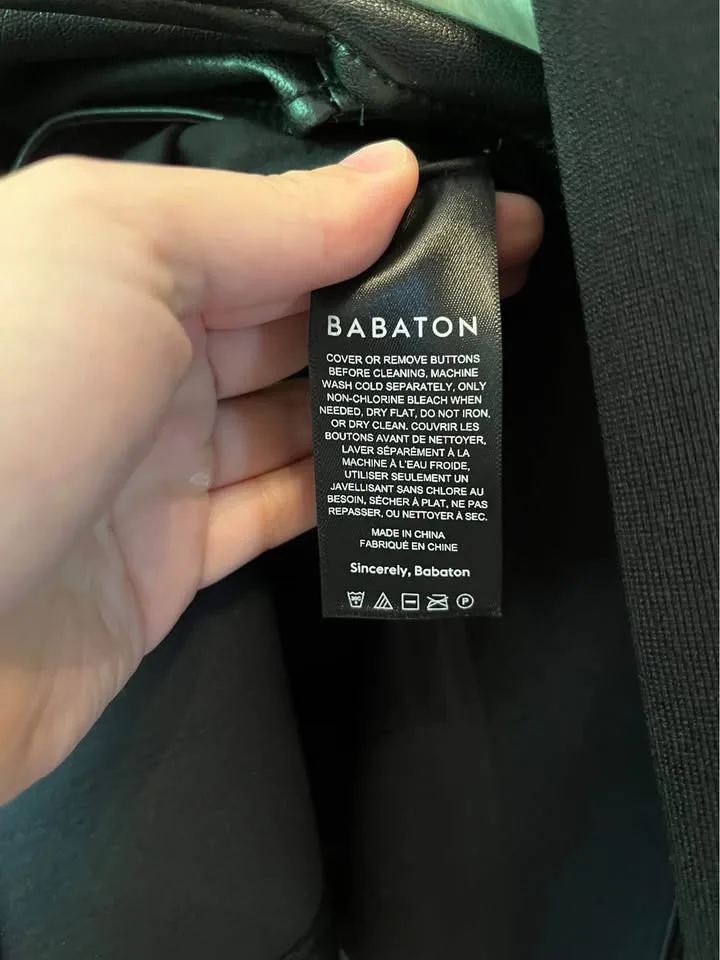 BABATON
COVER OR REMOVE BUTTONS
BEFORE CLEANING, MACHINE
WASH COLD SEPARATELY, ONLY
NON-CHLORINE BLEACH WHEN
NEEDED, DRY FLAT, DO NOT IRON,
OR DRY CLEAN. COUVRIR LES
BOUTONS AVANT DE NETTOYER,
LAVER SÉPARÉMENT À LA
MACHINE À L'EAU FROIDE,
UTILISER SEULEMENT UN
JAVELLISANT SANS CHLORE AU
BESOIN, SÉCHER À PLAT, NE PAS
REPASSER, OU NETTOYER À SEC.
MADE IN CHINA
FABRIQUÉ EN CHINE
Sincerely, Babaton
30C P